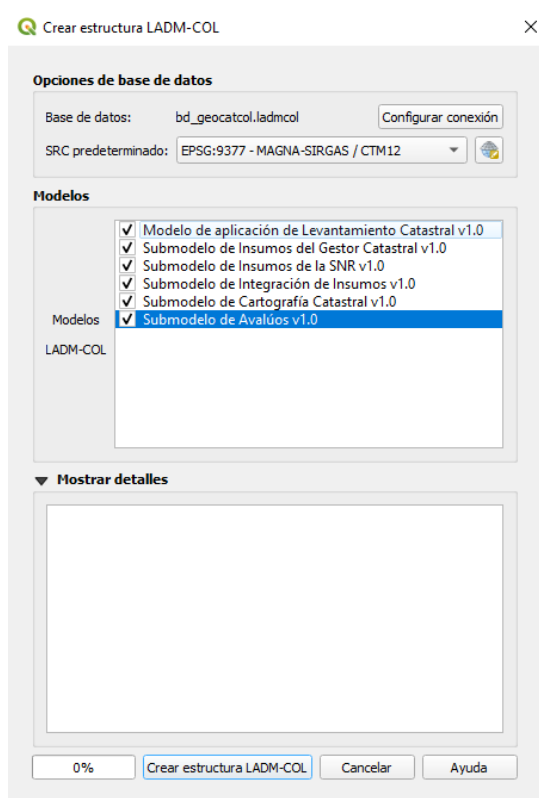 Crear estructura LADM-COL
Opciones de base de datos
Base de datos: bd_geocatcol.ladmcol Configurar conexión
SRC predeterminado: EPSG:9377 - MAGNA-SIRGAS / CTM12
Modelos
Modelo de aplicación de Levantamiento Catastral v1.0
Submodelo de Insumos del Gestor Catastral v1.0
Submodelo de Insumos de la SNR v1.0
Submodelo de Integración de Insumos v1.0
Submodelo de Cartografía Catastral v1.0
Modelos Submodelo de Avalúos v1.0
LADM-COL
Mostrar detalles
0% Crear estructura LADM-COL Cancelar Ayuda